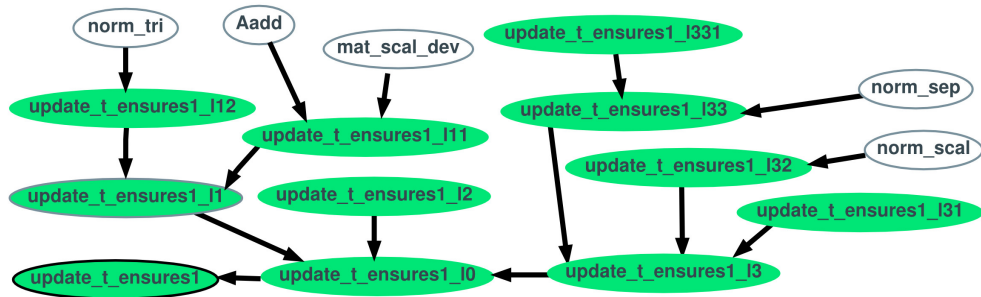 norm_tri
Aadd
mat_scal_dev
update_t_ensures1_l331
norm_sep
update_t_ensures1_l12
update_t_ensures1_l33
update_t_ensures1_l11
norm_scal
update_t_ensures1_l32
update_t_ensures1_l1
update_t_ensures1_l2
update_t_ensures1_l31
update_t_ensures1
update_t_ensures1_l0
update_t_ensures1_l3